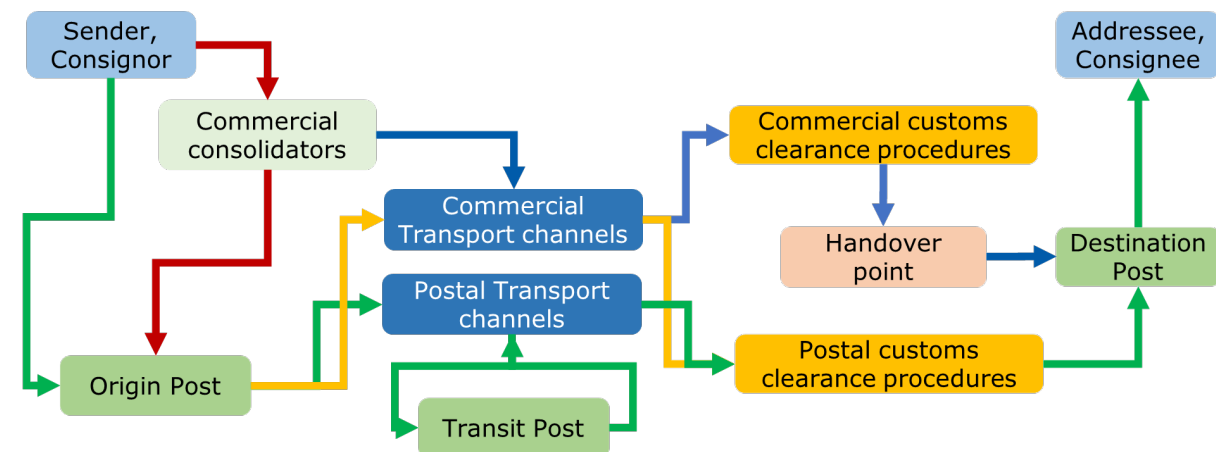 Sender,
Consignor
Addressee,
Consignee
Commercial
consolidators
Commercial customs
clearance procedures
Commercial
Transport channels
Handover
point
Destination
Post
Postal Transport
channels
Postal customs
clearance procedures
Origin Post
Transit Post